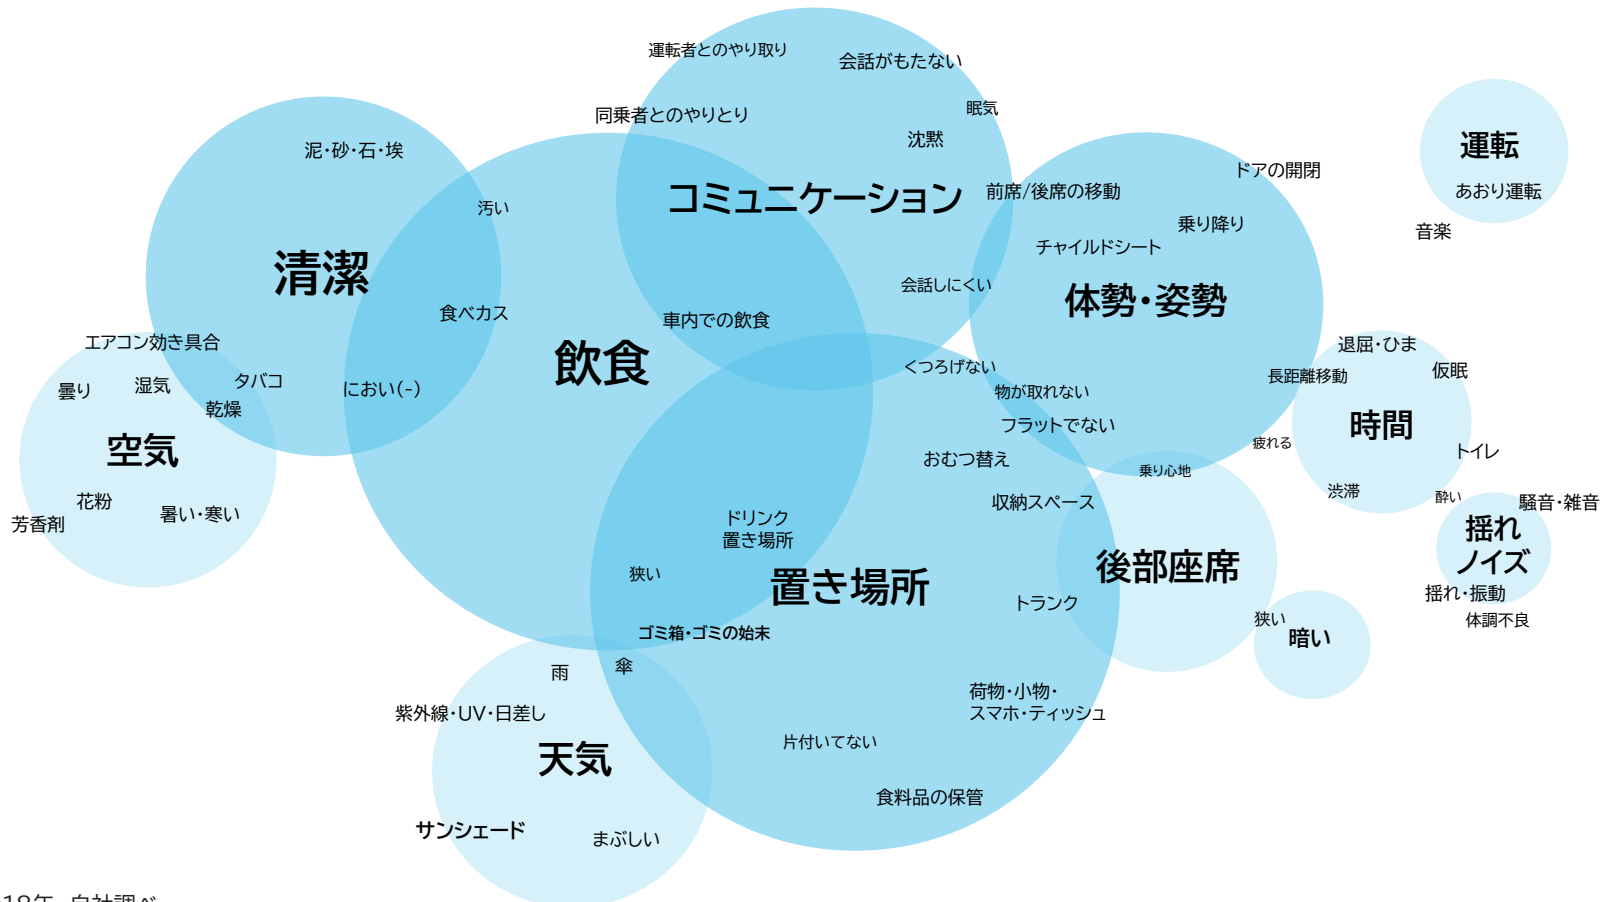 運転者とのやり取り
会話がもたない
同乗者とのやりとり
眠気
沈黙
コミュニケーション
会話しにくい
車内での飲食
泥・砂・石・埃
汚い
清潔
食べカス
エアコン効き具合
タバコ
におい(-)
曇り
湿気
乾燥
空気
花粉
芳香剤
暑い・寒い
飲食
ドリンク
置き場所
狭い
ゴミ箱・ゴミの始末
前席/後席の移動
ドアの開閉
乗り降り
チャイルドシート
体勢・姿勢
くつろげない
物が取れない
フラットでない
おむつ替え
収納スペース
置き場所
トランク
荷物・小物・
スマホ・ティッシュ
片付いてない
食料品の保管
乗り心地
後部座席
狭い
暗い
雨
傘
紫外線・UV・日差し
天気
サンシェード
まぶしい
運転
あおり運転
音楽
退屈・ひま
長距離移動
仮眠
時間
疲れる
トイレ
渋滞
酔い
騒音・雑音
揺れ
ノイズ
揺れ・振動
体調不良
18年 自社調べ